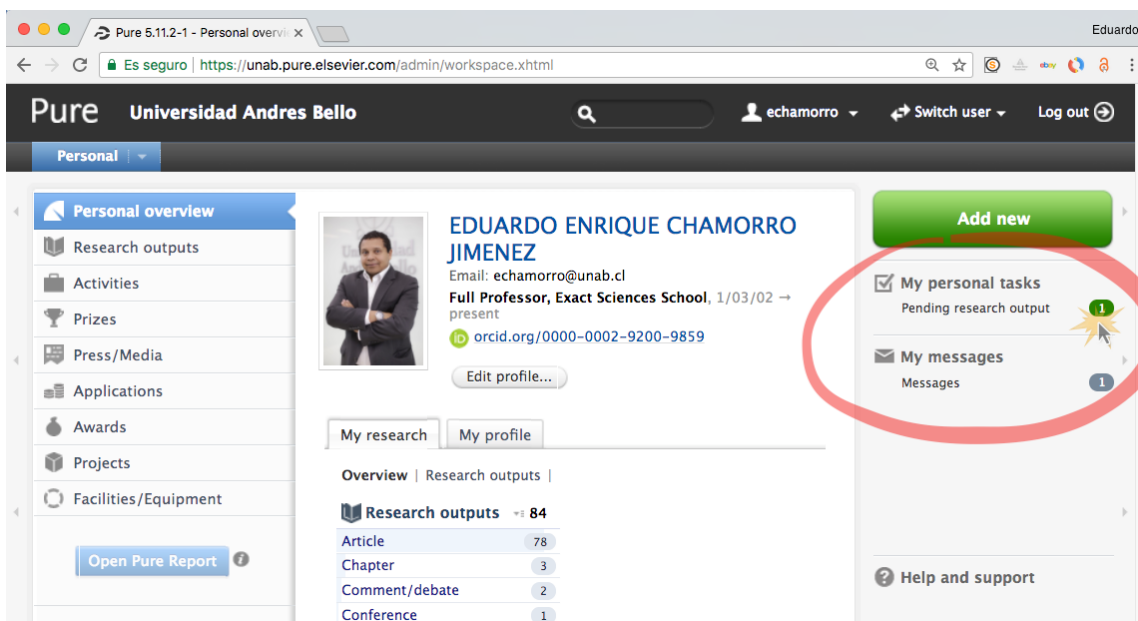 Pure 5.11.2-1 - Personal overvi
Eduardo
Es seguro | https://unab.pure.elsevier.com/admin/workspace.xhtml
ebay
Pure Universidad Andres Bello
echamorro
Switch user
Log out
Personal
Personal overview
Research outputs
Activities
Prizes
Press/Media
Applications
Awards
Projects
Facilities/Equipment
Open Pure Report
EDUARDO ENRIQUE CHAMORRO
JIMENEZ
Email: echamorro@unab.cl
Full Professor, Exact Sciences School, 1/03/02 →
present
iD orcid.org/0000-0002-9200-9859
Edit profile...
My research My profile
Overview | Research outputs |
Research outputs 84
Article 78
Chapter 3
Comment/debate 2
Conference 1
Add new
My personal tasks
Pending research output 1
My messages
Messages 1
Help and support